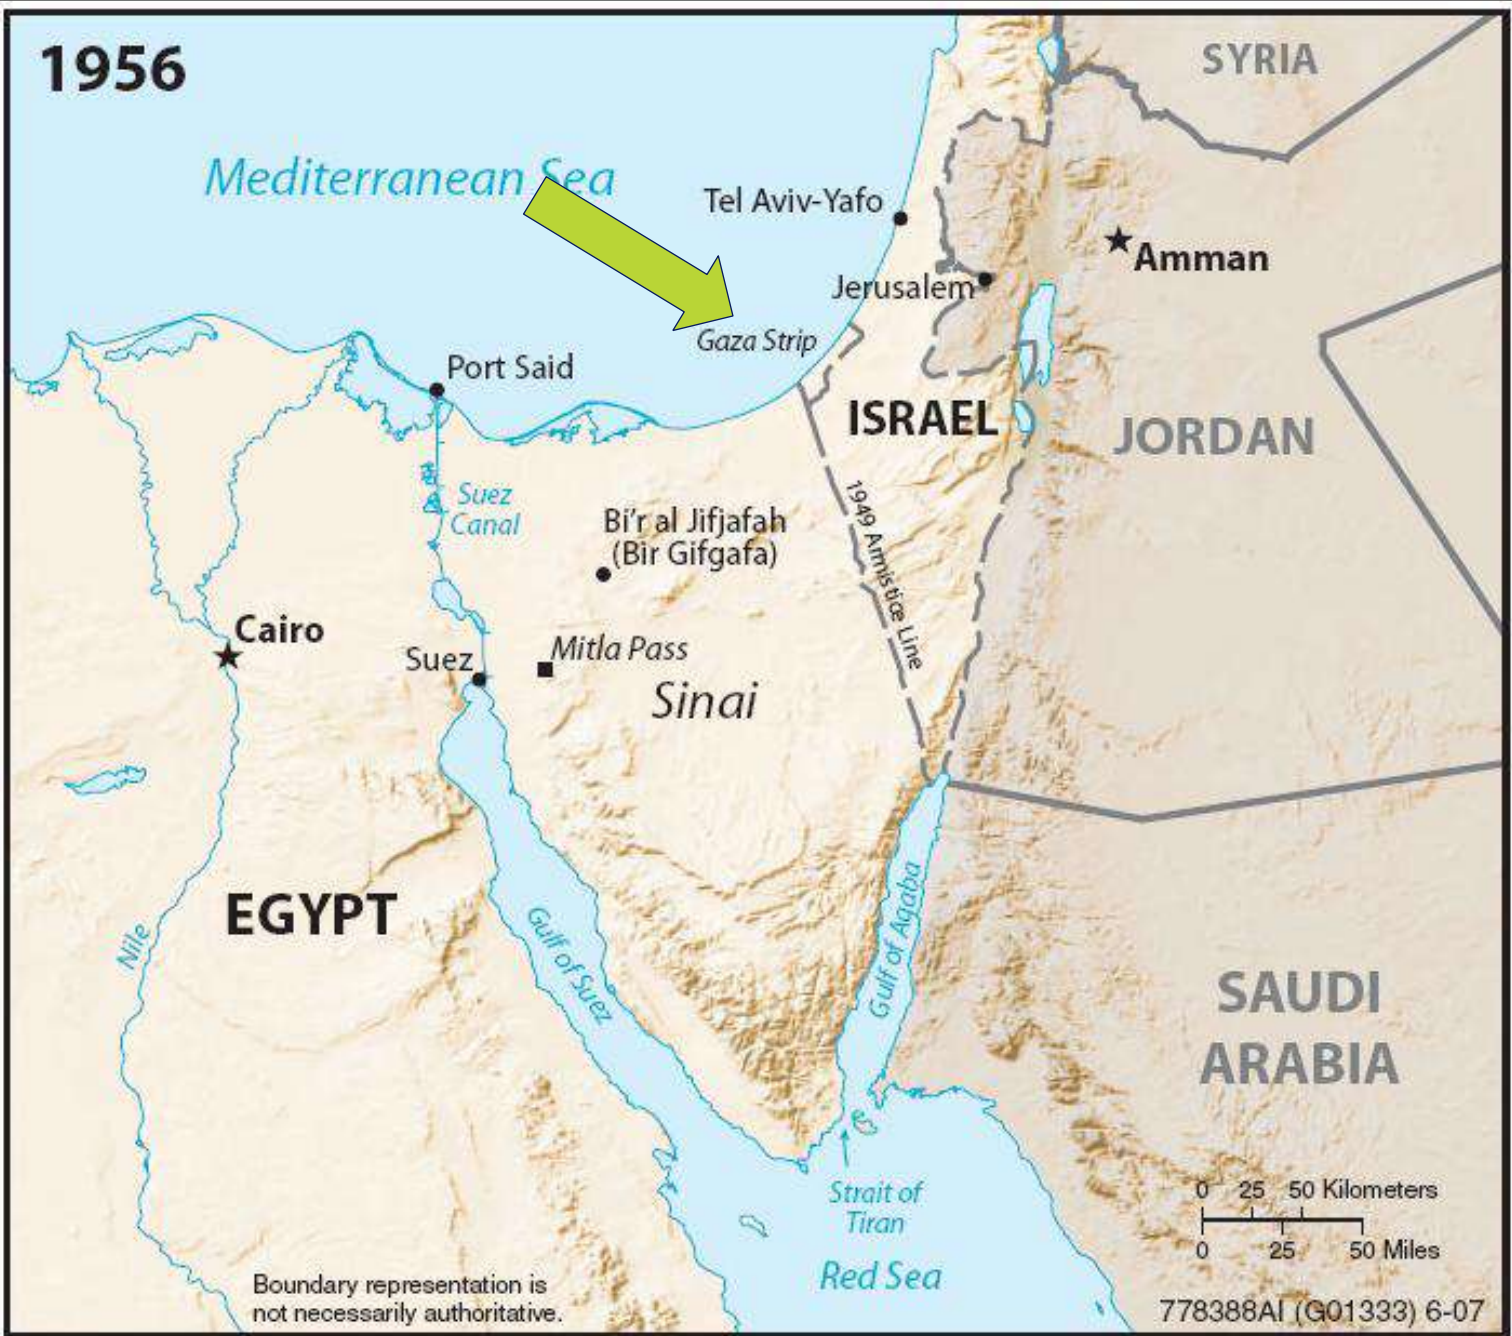 1956
SYRIA
Mediterranean Sea
Tel Aviv-Yafo
Amman
Jerusalem
Gaza Strip
Port Said
ISRAEL
JORDAN
Suez
Canal
1949 Armistice Line
Bi'r al Jifjafah
(Bir Gifgafa)
Cairo
Suez
Mitla Pass
Sinai
EGYPT
Nile
Gulf of Suez
Gulf of Aqaba
SAUDI
ARABIA
Strait of
Tiran
Red Sea
0 25 50 Kilometers
0 25 50 Miles
Boundary representation is
not necessarily authoritative.
778388AI (G01333) 6-07